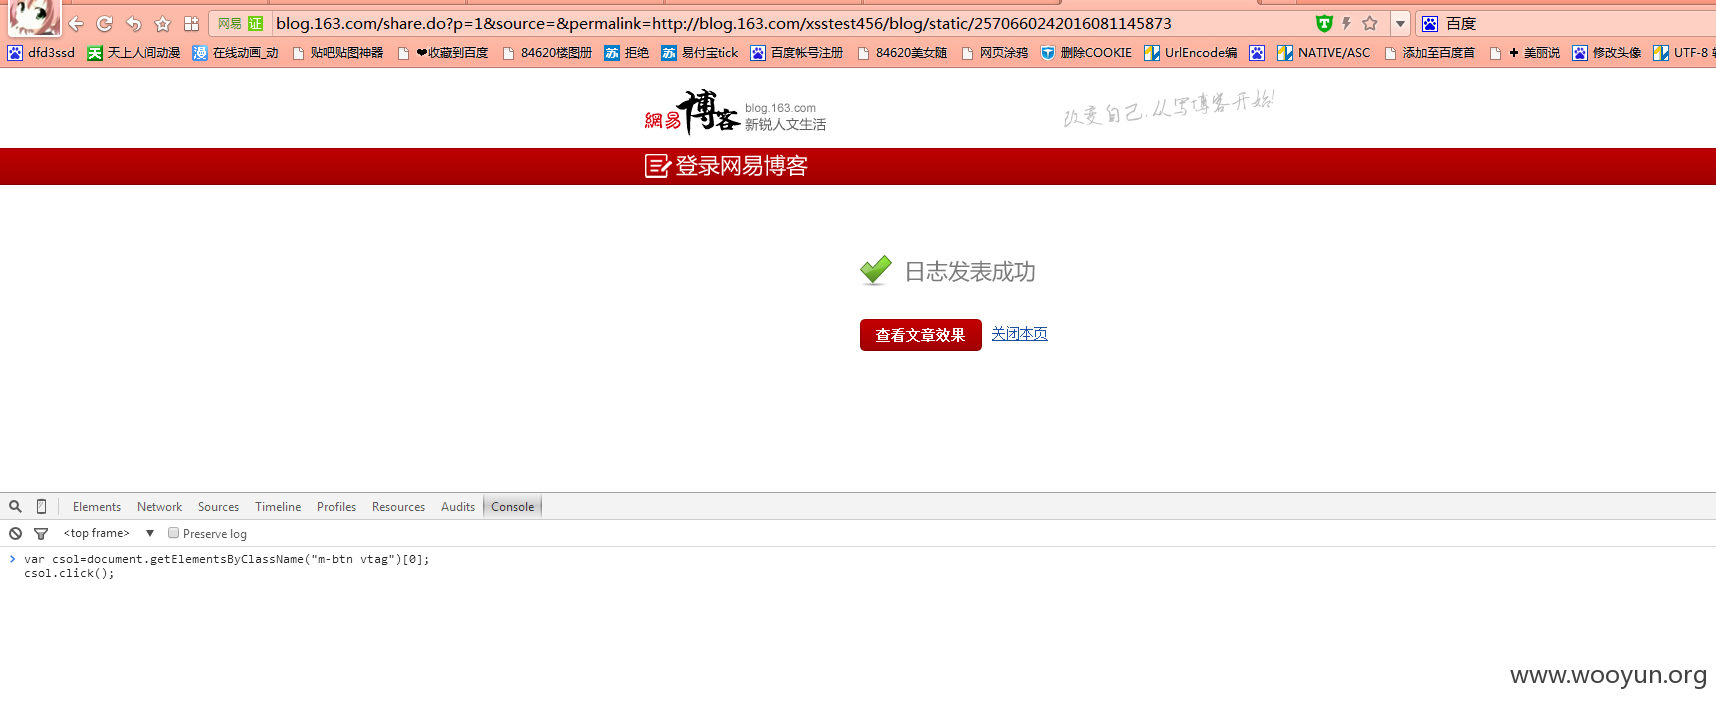 网易 证 blog.163.com/share.do?p=1&source=&permalink=http://blog.163.com/xsstest456/blog/static/2570660242016081145873 百度
dfd3ssd 天上人间动漫 在线动画_动 贴吧贴图神器 ❤收藏到百度 84620楼图册 拒绝 易付宝tick 百度帐号注册 84620美女随 网页涂鸦 删除COOKIE UrlEncode编 NATIVE/ASC 添加至百度首 ✚ 美丽说 修改头像 UTF-8
網易博客 blog.163.com
新锐人文生活
改变自己,从写博客开始!
登录网易博客
日志发表成功
查看文章效果 关闭本页
Elements Network Sources Timeline Profiles Resources Audits Console
<top frame> ▼ Preserve log
> var csol=document.getElementsByClassName("m-btn vtag")[0];
csol.click();
www.wooyun.org